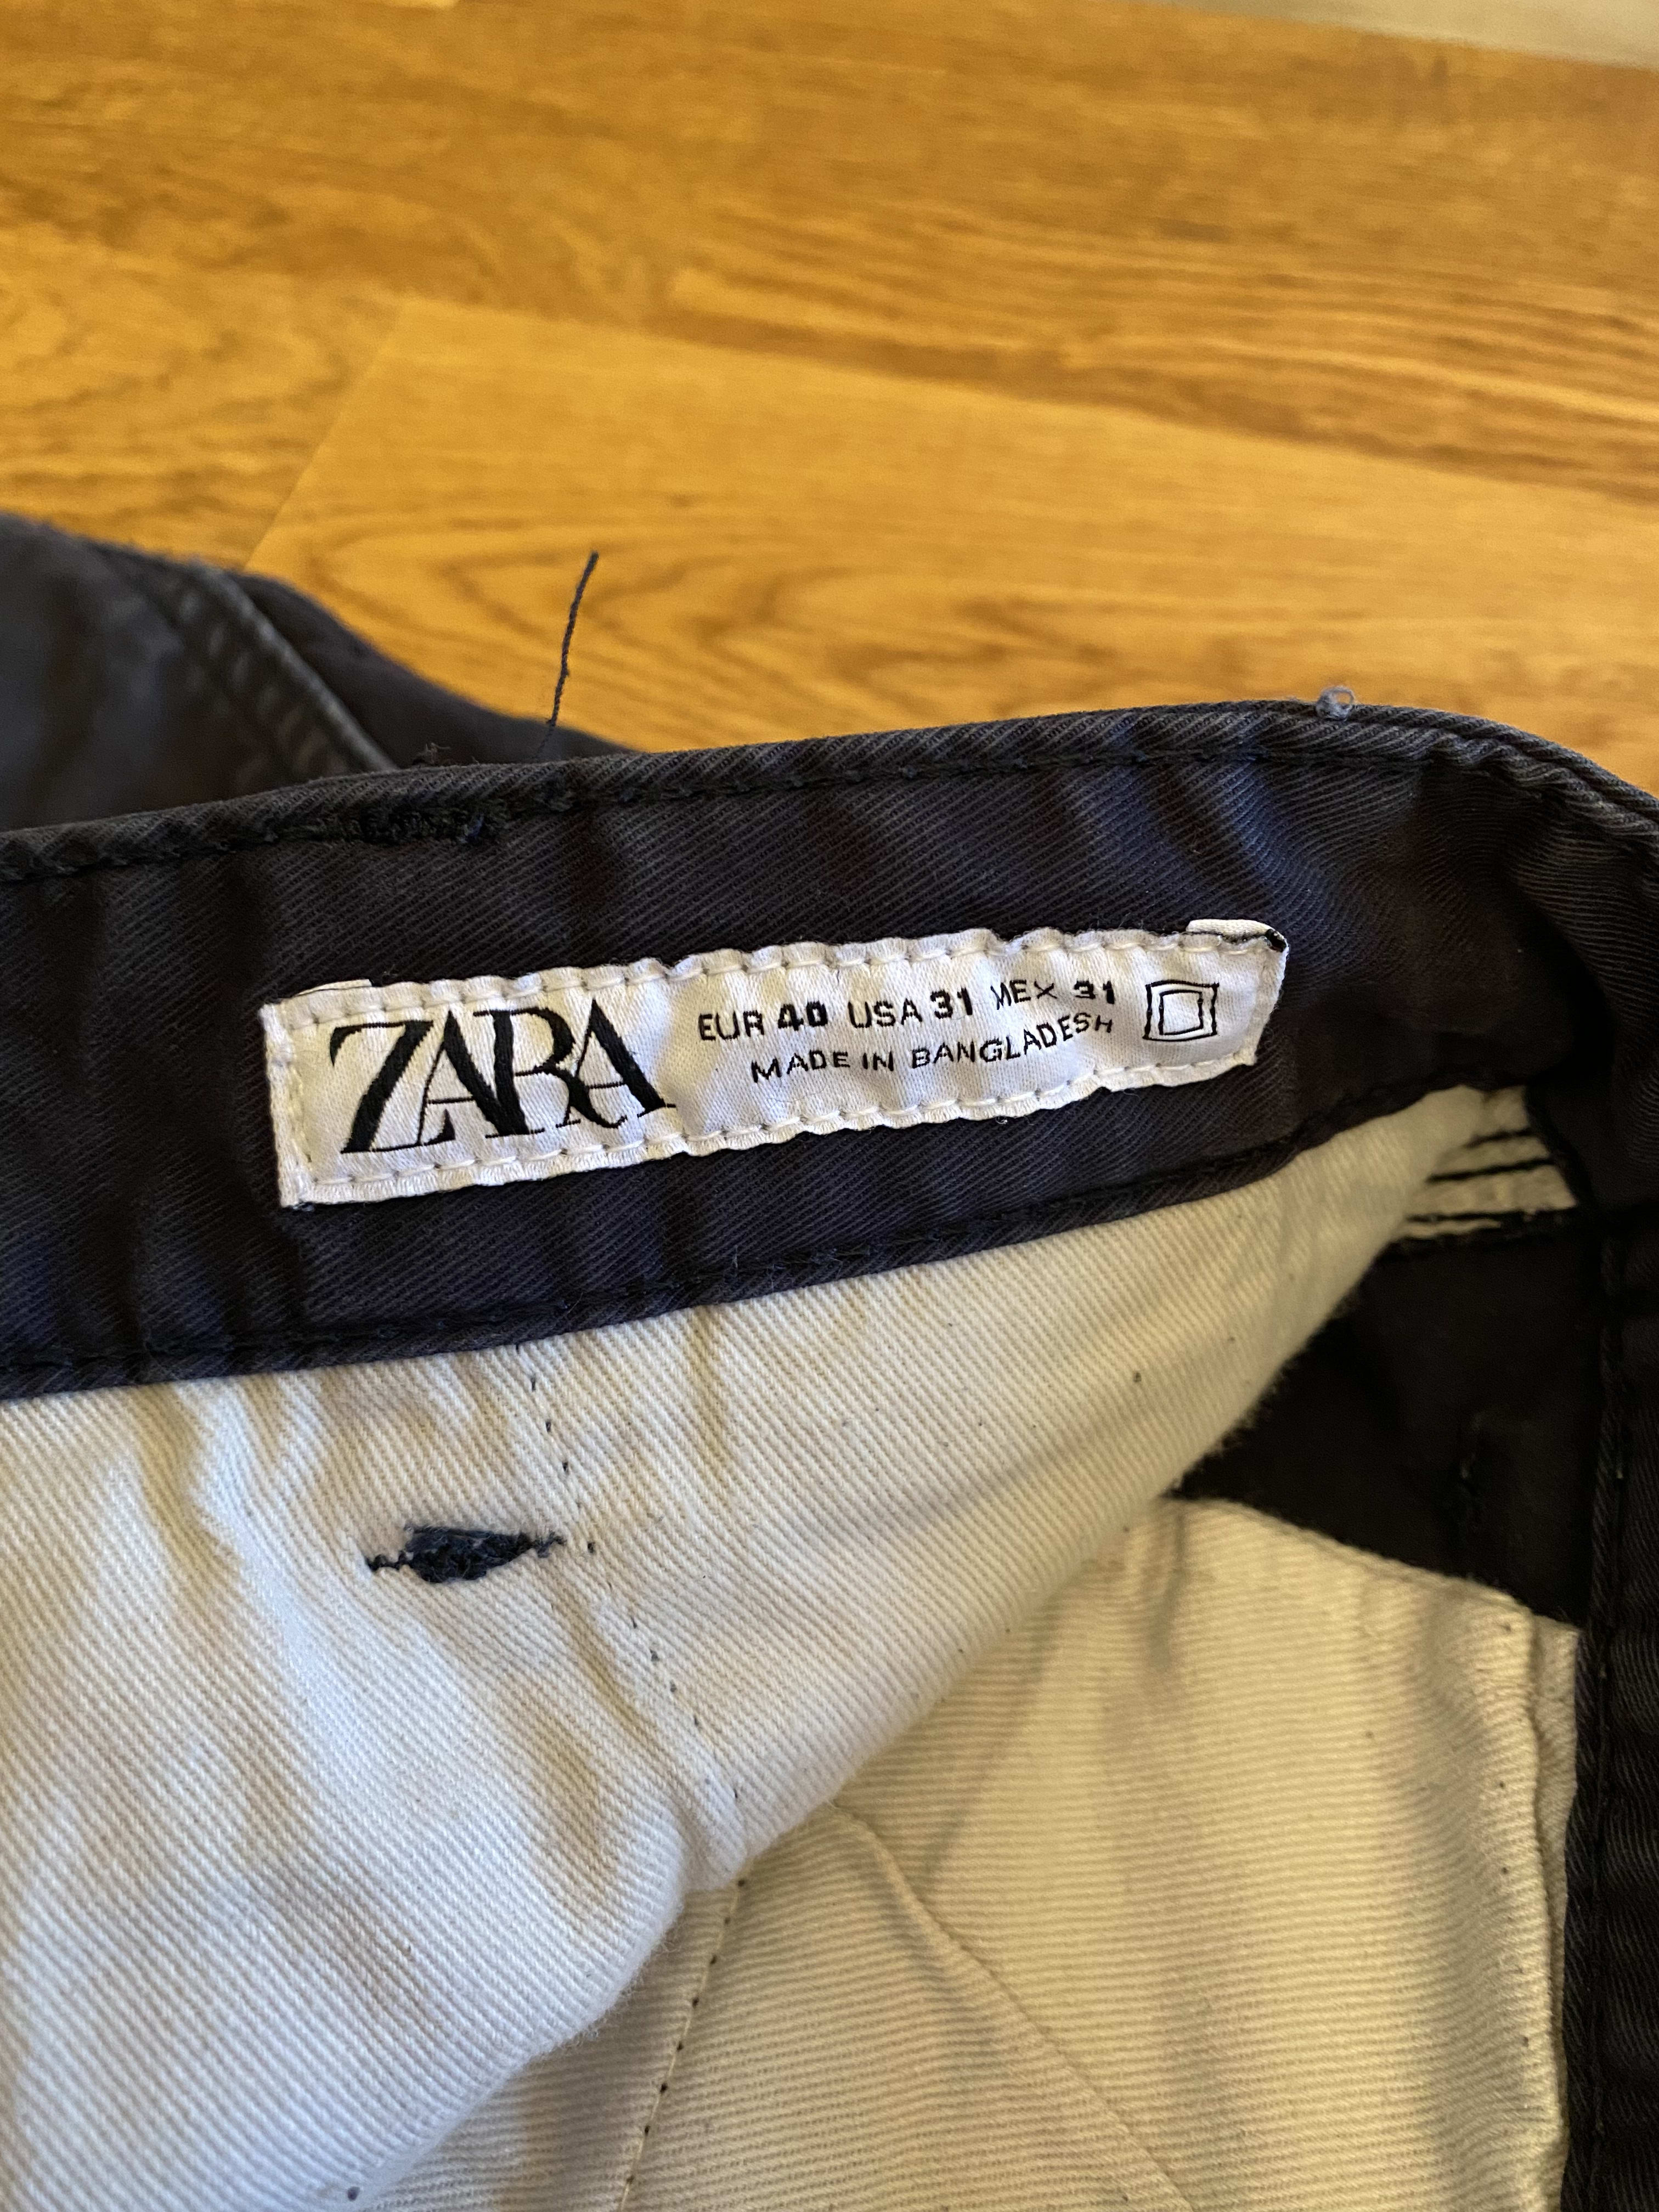 ZARA
EUR 40 USA 31 MEX 31
MADE IN BANGLADESH